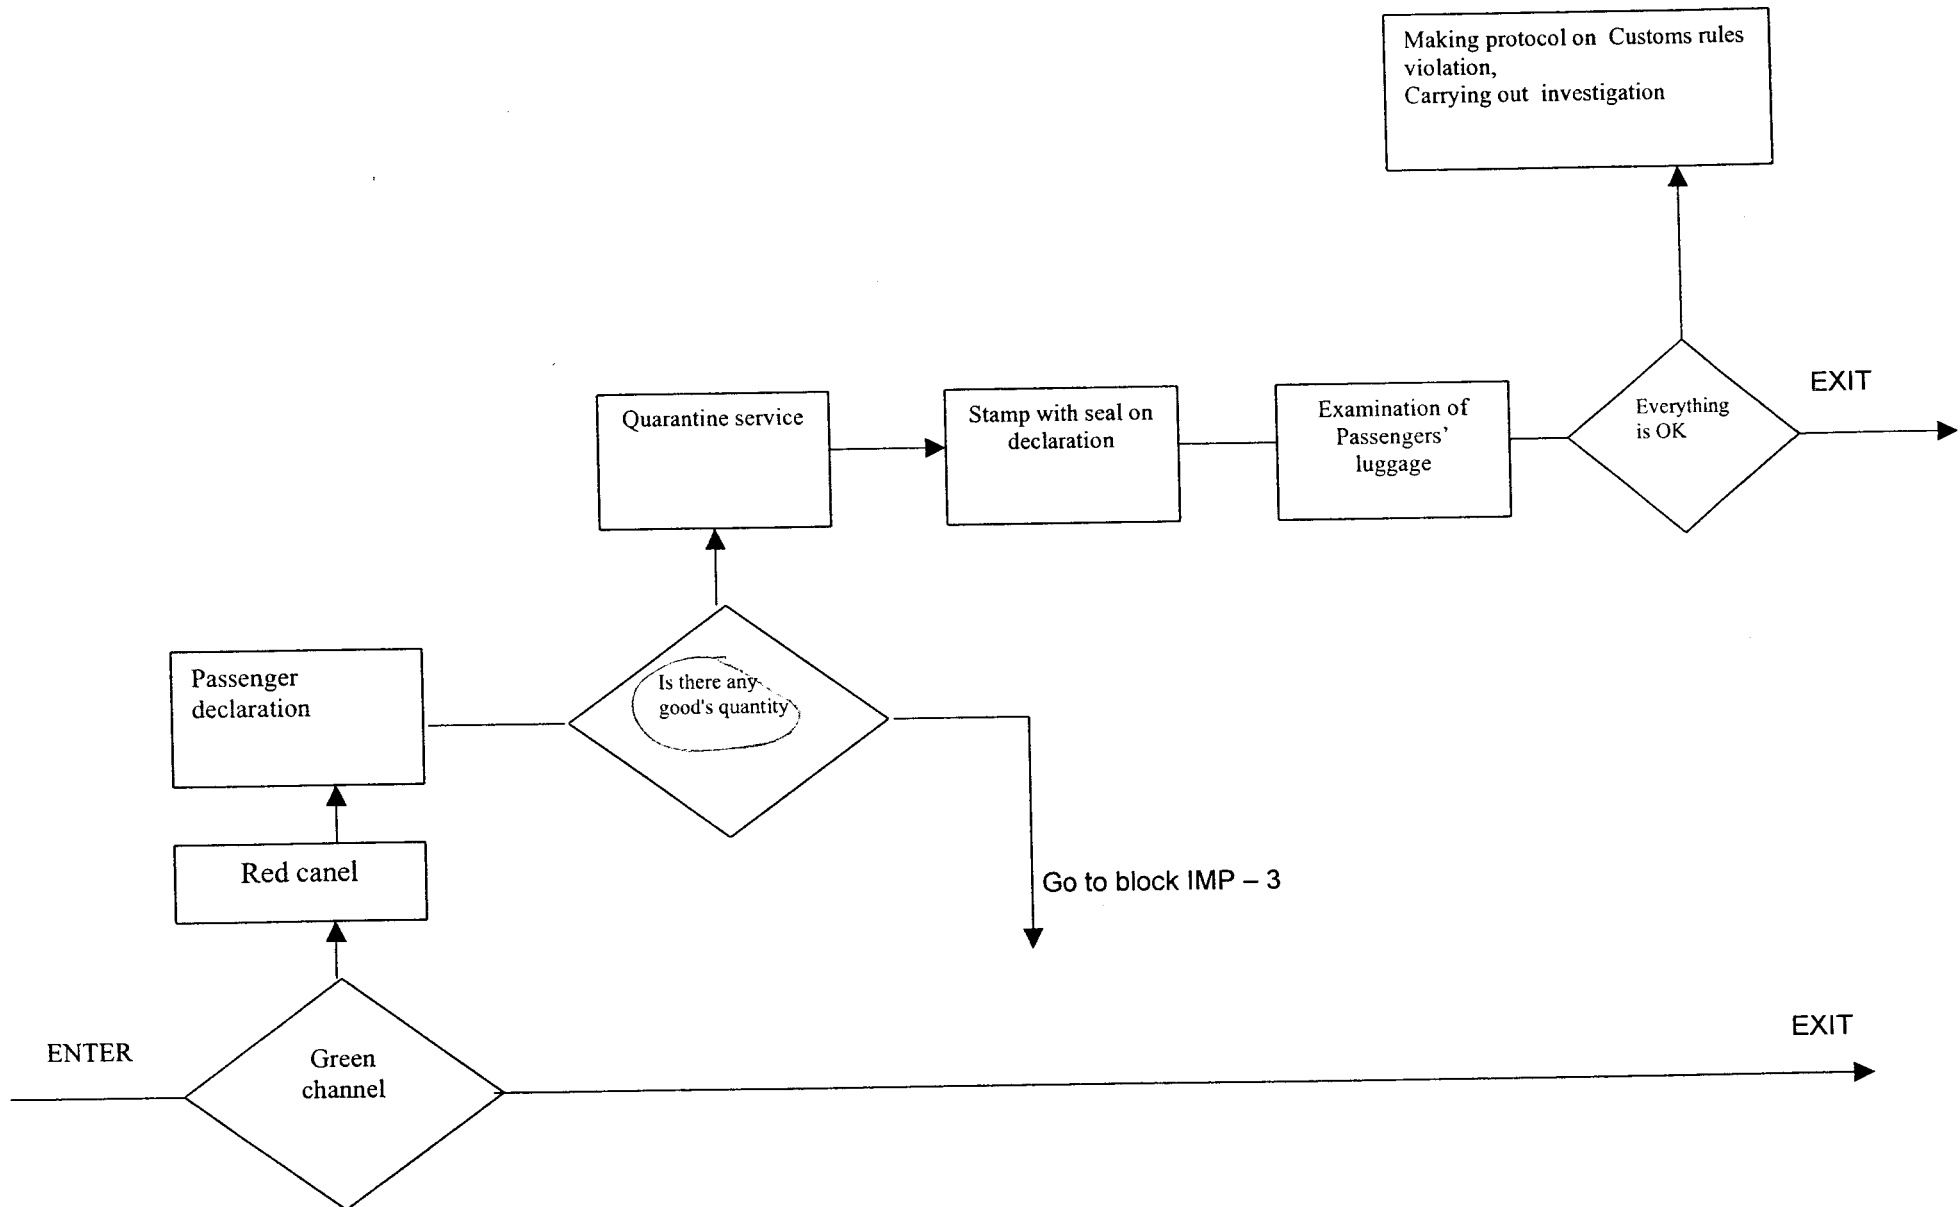 Making protocol on Customs rules
violation,
Carrying out investigation
EXIT
Everything
is OK
Examination of
Passengers'
luggage
Stamp with seal on
declaration
Quarantine service
Is there any
good's quantity
Passenger
declaration
Go to block IMP – 3
Red canel
EXIT
ENTER
Green
channel